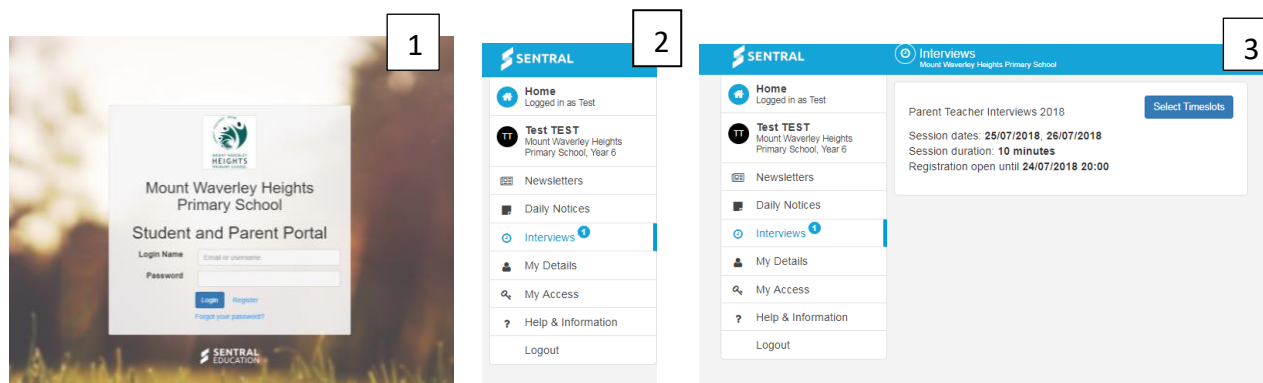 1
MOUNT WAVERLEY
HEIGHTS
PRIMARY SCHOOL
Mount Waverley Heights
Primary School
Student and Parent Portal
Login Name
Email or username
Password
Login Register
Forgot your password?
SENTRAL
EDUCATION
2
SENTRAL
Home
Logged in as Test
TT
Test TEST
Mount Waverley Heights
Primary School, Year 6
Newsletters
Daily Notices
Interviews 1
My Details
My Access
Help & Information
Logout
3
SENTRAL
Interviews
Mount Waverley Heights Primary School
Home
Logged in as Test
TT
Test TEST
Mount Waverley Heights
Primary School, Year 6
Newsletters
Daily Notices
Interviews 1
My Details
My Access
Help & Information
Logout
Parent Teacher Interviews 2018
Select Timeslots
Session dates: 25/07/2018, 26/07/2018
Session duration: 10 minutes
Registration open until 24/07/2018 20:00